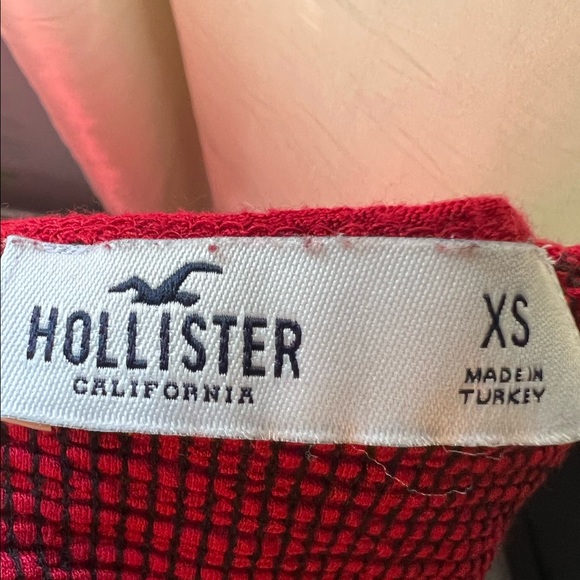 HOLLISTER
CALIFORNIA
XS
MADE IN
TURKEY